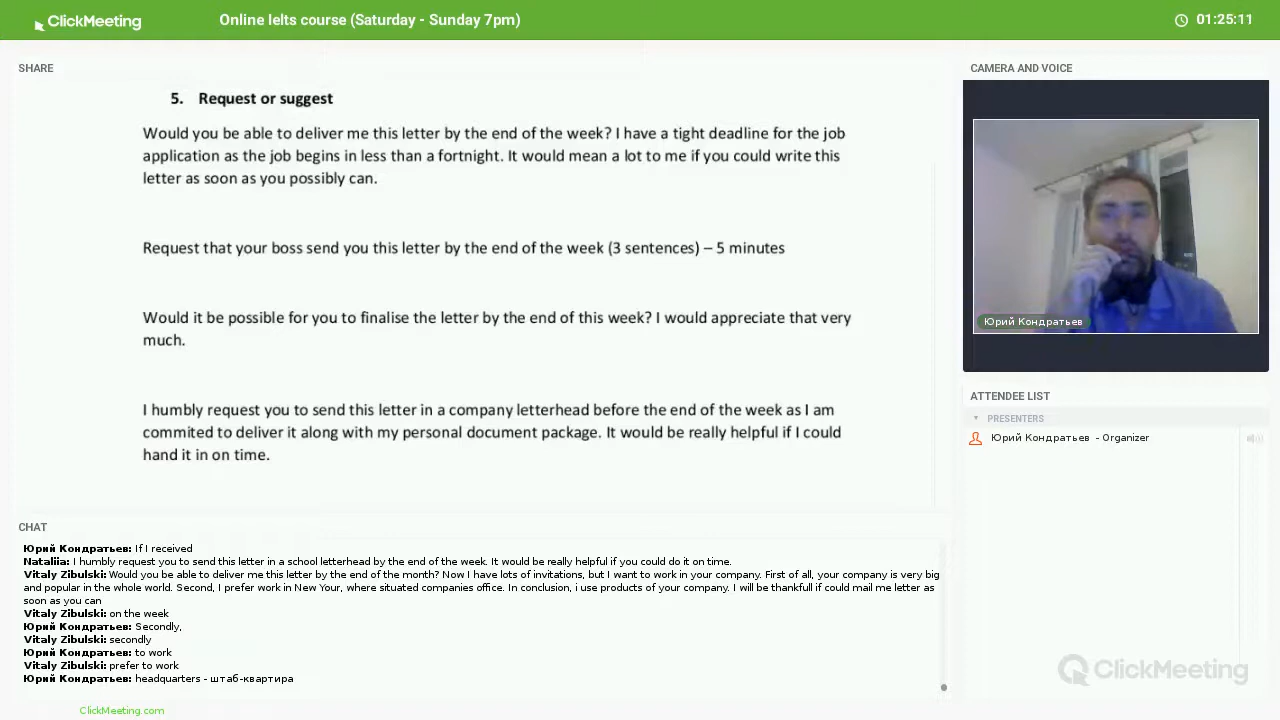 ClickMeeting
Online Ielts course (Saturday - Sunday 7pm)
01:25:11
SHARE
5. Request or suggest
Would you be able to deliver me this letter by the end of the week? I have a tight deadline for the job
application as the job begins in less than a fortnight. It would mean a lot to me if you could write this
letter as soon as you possibly can.
Request that your boss send you this letter by the end of the week (3 sentences) – 5 minutes
Would it be possible for you to finalise the letter by the end of this week? I would appreciate that very
much.
I humbly request you to send this letter in a company letterhead before the end of the week as I am
commited to deliver it along with my personal document package. It would be really helpful if I could
hand it in on time.
CAMERA AND VOICE
Юрий Кондратьев
ATTENDEE LIST
PRESENTERS
Юрий Кондратьев - Organizer
CHAT
Юрий Кондратьев: If I received
Nataliia: I humbly request you to send this letter in a school letterhead by the end of the week. It would be really helpful if you could do it on time.
Vitaly Zibulski: Would you be able to deliver me this letter by the end of the month? Now I have lots of invitations, but I want to work in your company. First of all, your company is very big
and popular in the whole world. Second, I prefer work in New Your, where situated companies office. In conclusion, i use products of your company. I will be thankfull if could mail me letter as
soon as you can
Vitaly Zibulski: on the week
Юрий Кондратьев: Secondly,
Vitaly Zibulski: secondly
Юрий Кондратьев: to work
Vitaly Zibulski: prefer to work
Юрий Кондратьев: headquarters - штаб-квартира
ClickMeeting
ClickMeeting.com